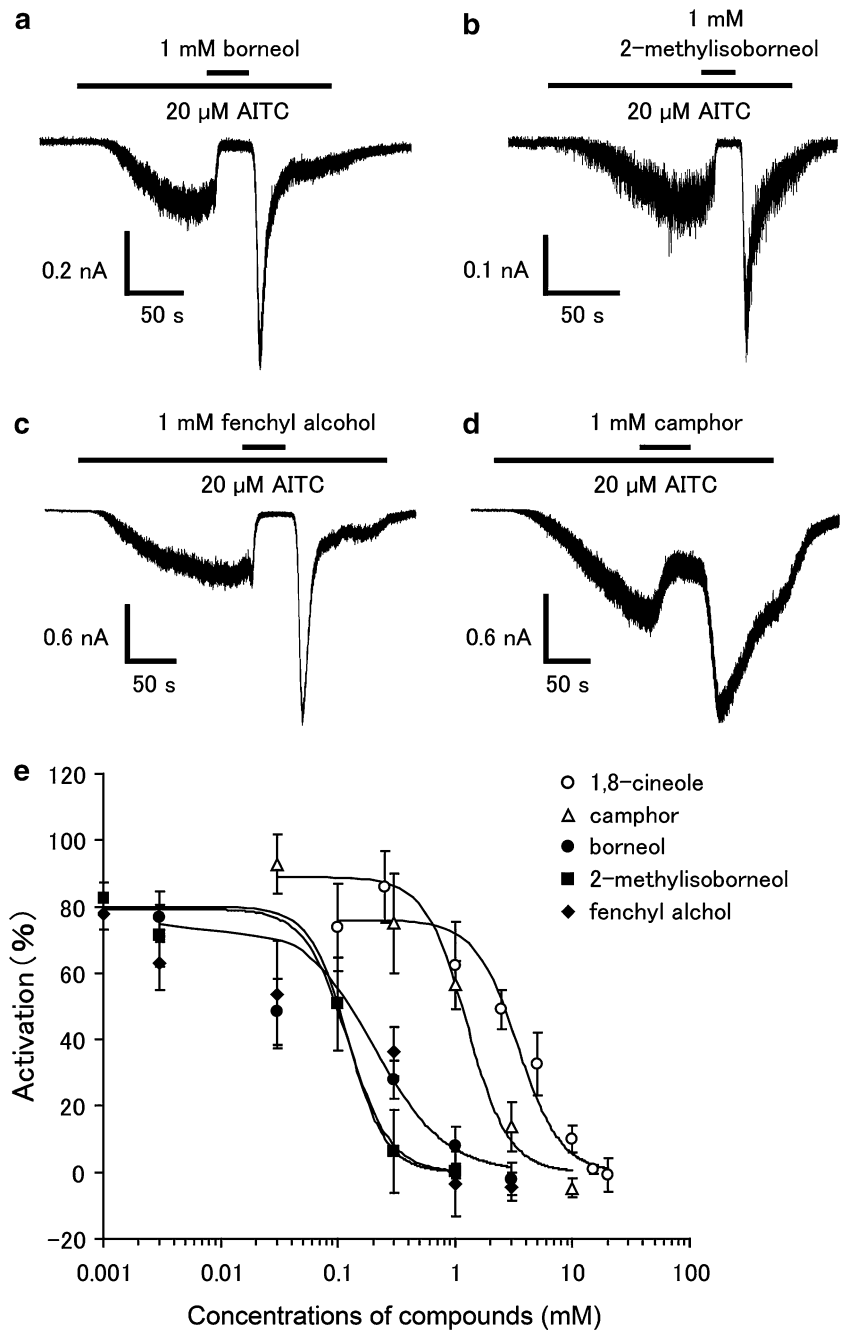 a
1 mM borneol
20 µM AITC
0.2 nA
50 s
b
1 mM
2-methylisoborneol
20 µM AITC
0.1 nA
50 s
c
1 mM fenchyl alcohol
20 µM AITC
0.6 nA
50 s
d
1 mM camphor
20 µM AITC
0.6 nA
50 s
e
120
100
80
60
40
20
0
-20
Activation (%)
1,8-cineole
camphor
borneol
2-methylisoborneol
fenchyl alchol
0.001 0.01 0.1 1 10 100
Concentrations of compounds (mM)